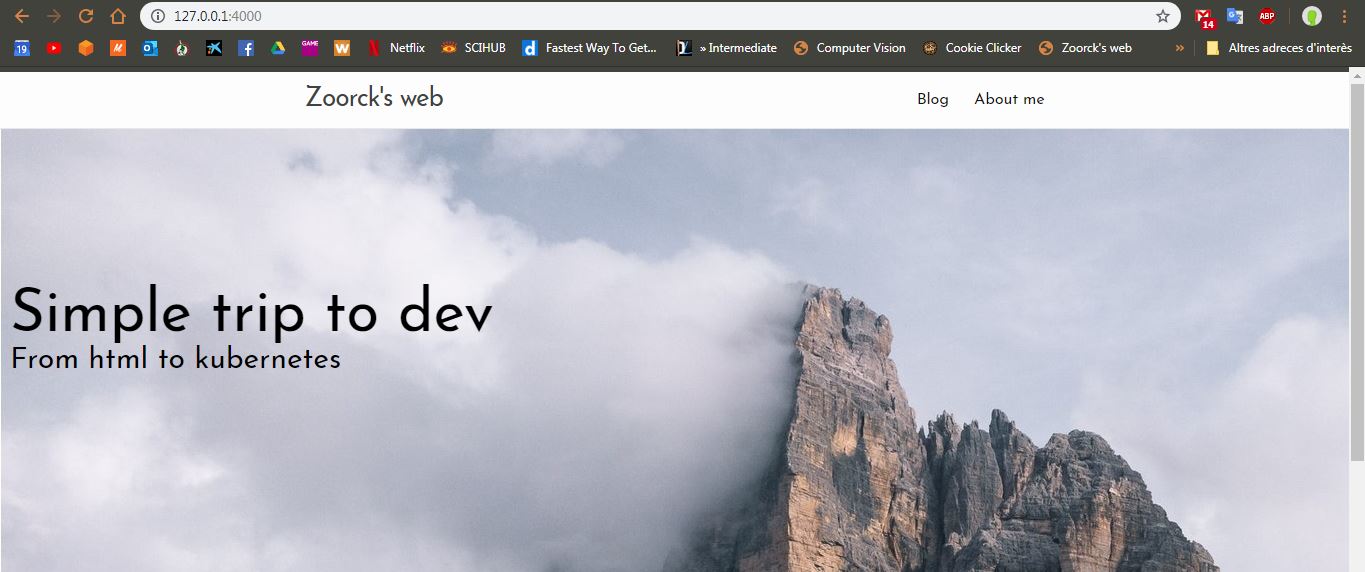 127.0.0.1:4000
14
ABP
19
GAME
W
Netflix
SCIHUB
d
Fastest Way To Get...
» Intermediate
Computer Vision
Cookie Clicker
Zoorck's web
»
Altres adreces d'interès
Zoorck's web
Blog
About me
Simple trip to dev
From html to kubernetes